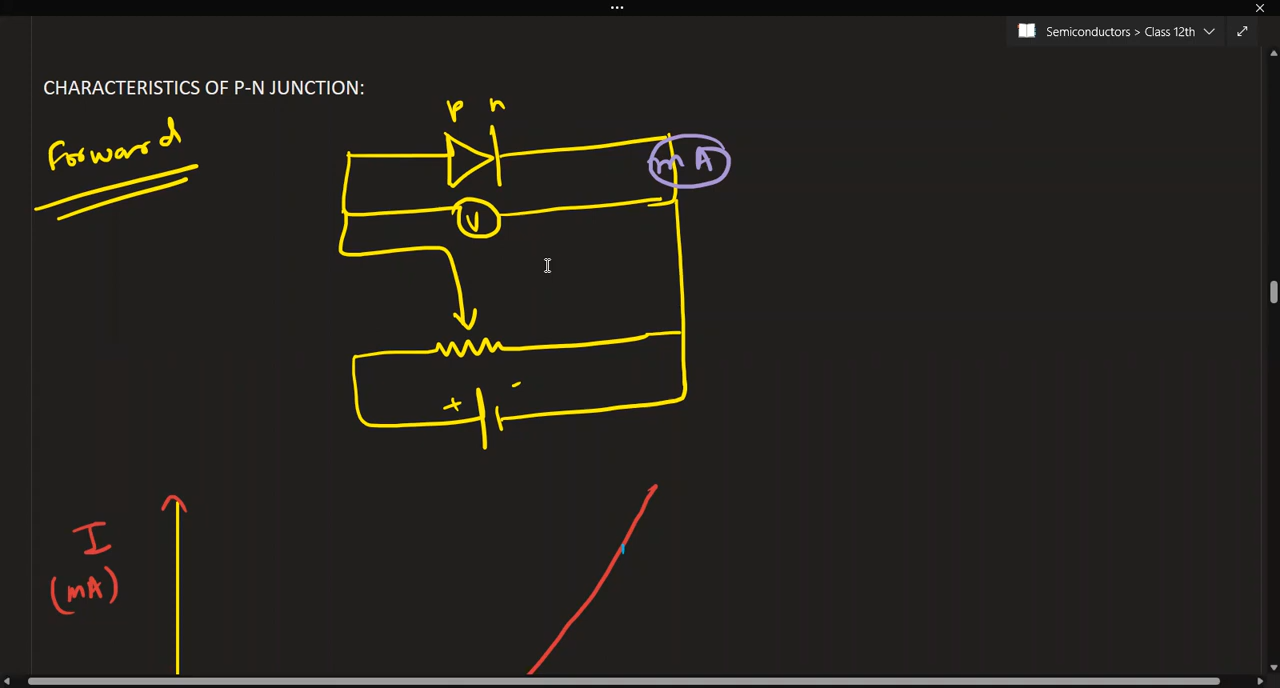 Semiconductors > Class 12th
CHARACTERISTICS OF P-N JUNCTION:
Forward
P n
mA
V
+ -
I
(mA)